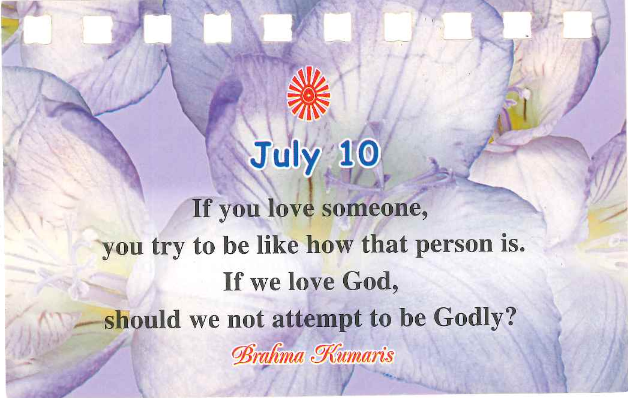 July 10
If you love someone,
you try to be like how that person is.
If we love God,
should we not attempt to be Godly?
Brahma Kumaris